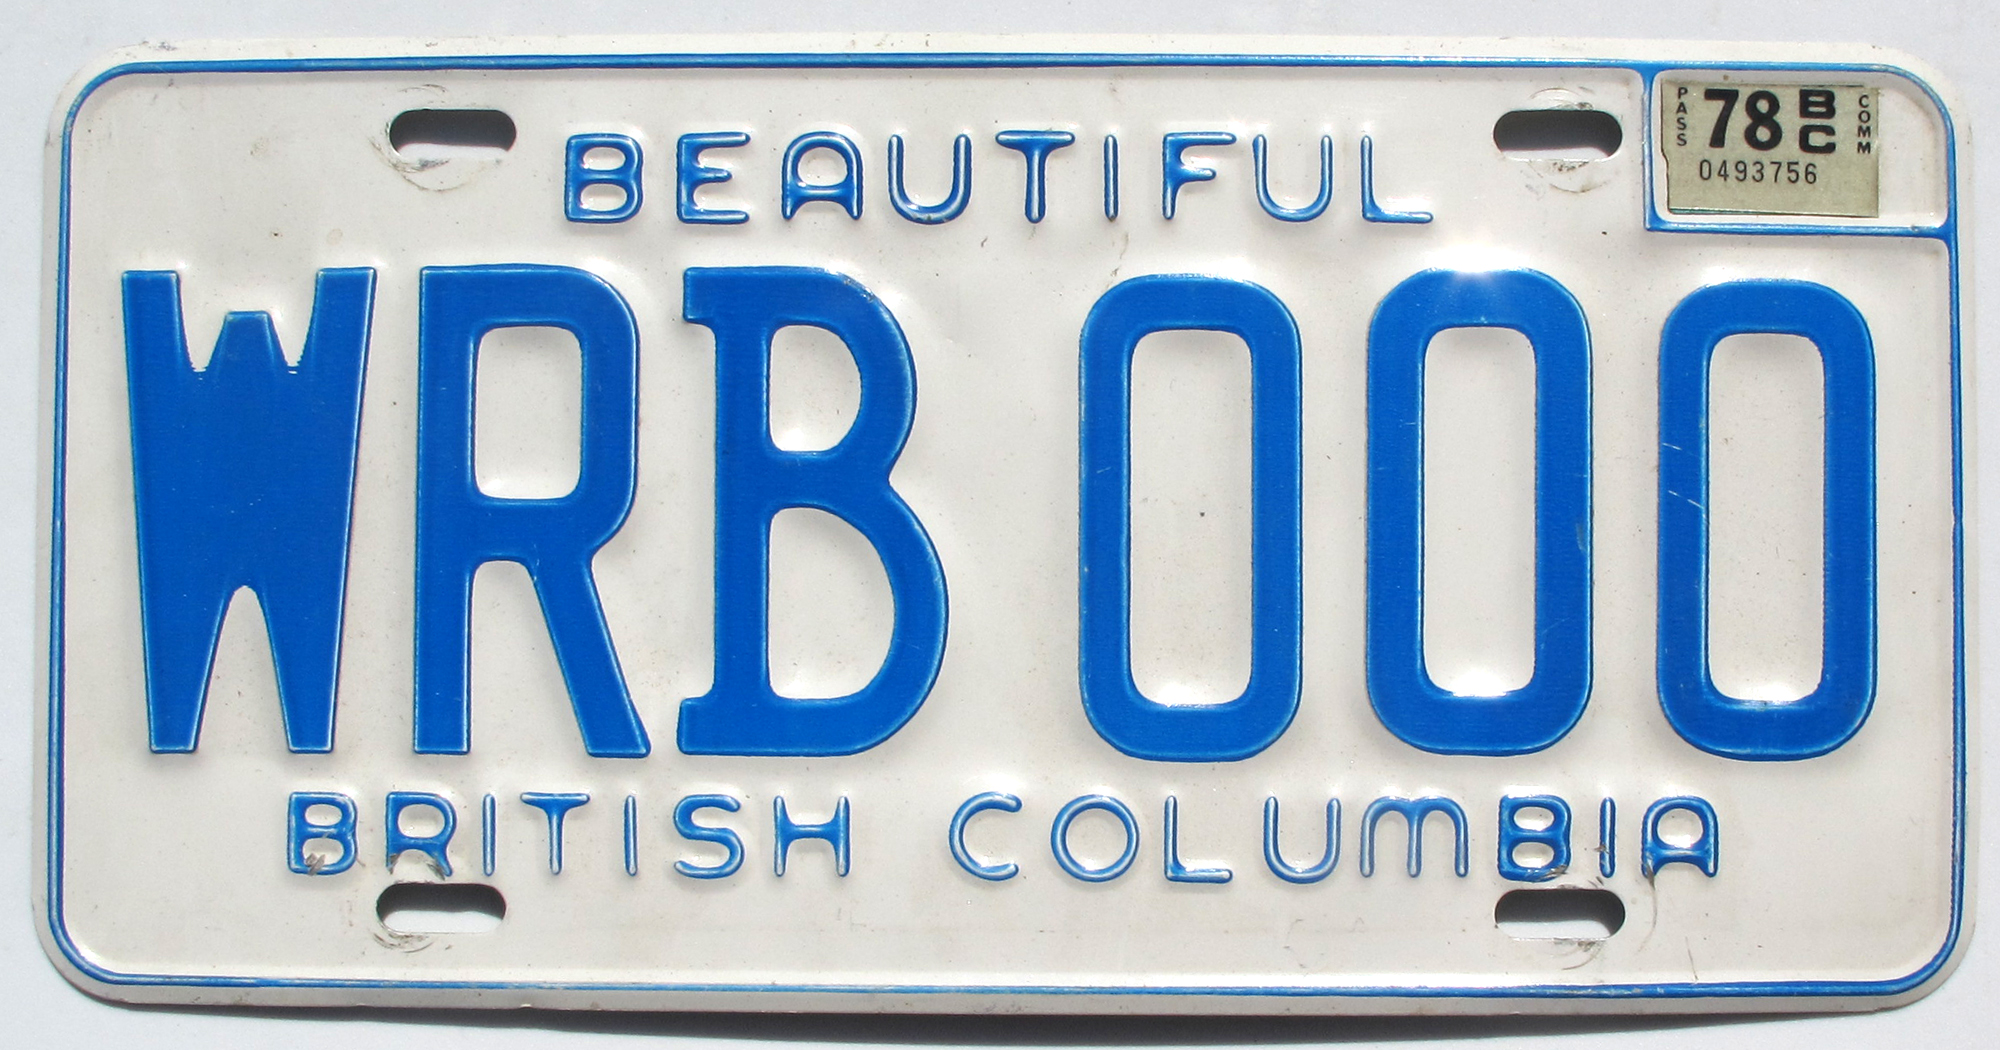 BEAUTIFUL
PASS 78 BC COMM
0493756
WRB 000
BRITISH COLUMBIA